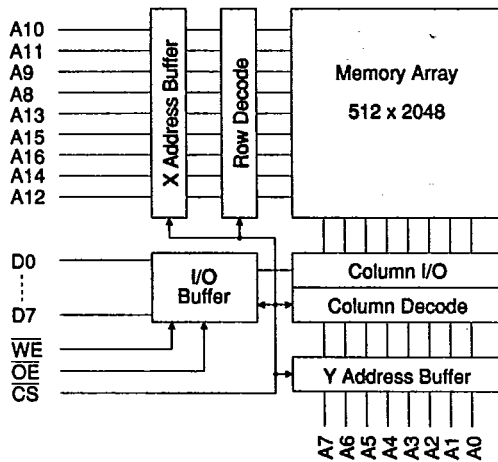 A10
A11
A9
A8
A13
A15
A16
A14
A12
X Address Buffer
Row Decode
Memory Array
512 x 2048
D0
D7
I/O
Buffer
Column I/O
Column Decode
Y Address Buffer
WE
OE
CS
A7
A6
A5
A4
A3
A2
A1
A0